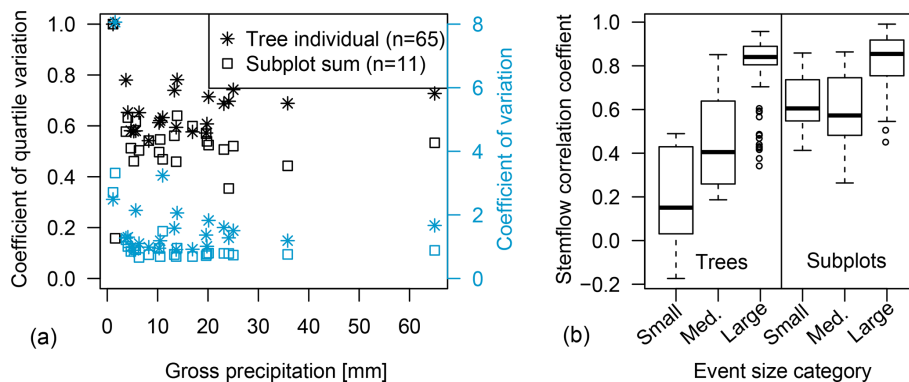 Tree individual (n=65)
Subplot sum (n=11)
Coefficient of quartile variation
1.0
0.8
0.6
0.4
0.2
0.0
8
6
4
2
0
Coefficient of variation
0 10 20 30 40 50 60
Gross precipitation [mm]
(a)
Stemflow correlation coeffient
1.0
0.8
0.6
0.4
0.2
0.0
−0.2
Trees Subplots
Small Med. Large Small Med. Large
Event size category
(b)